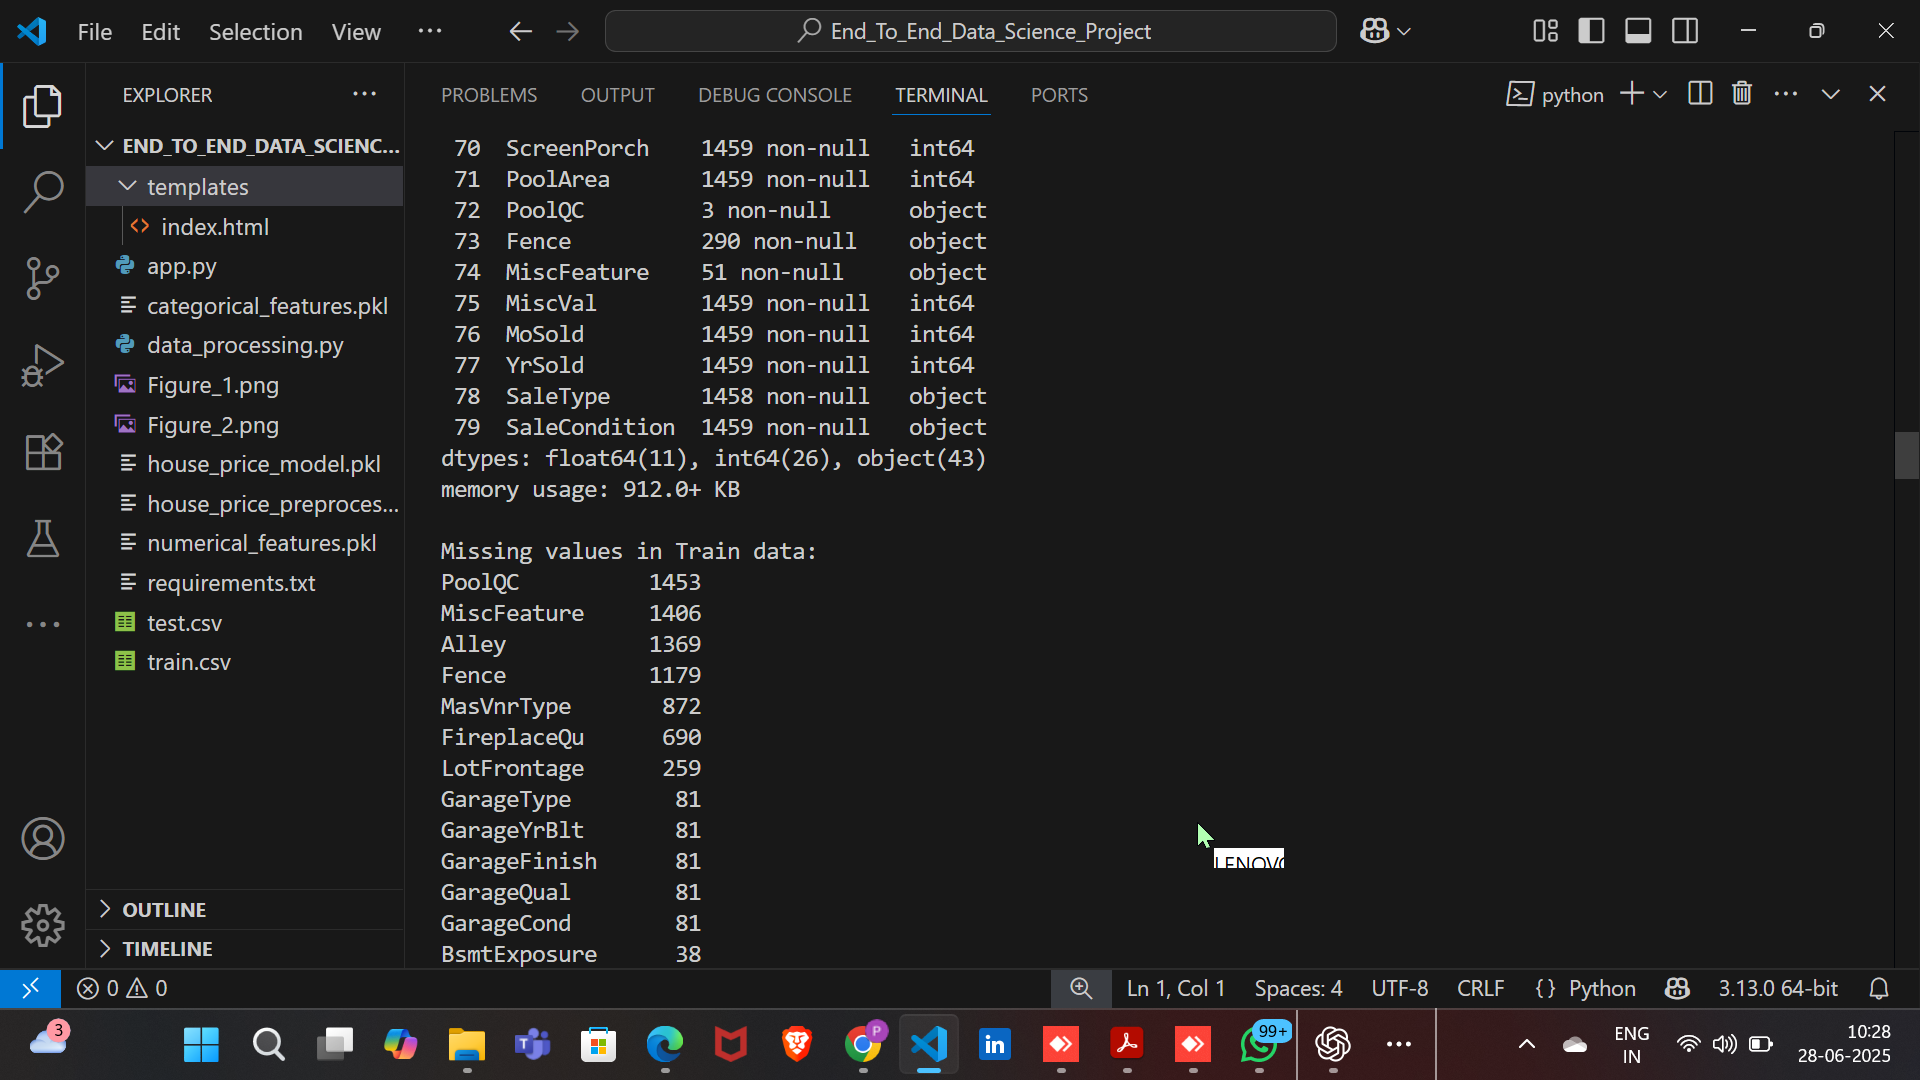 File Edit Selection View ... End_To_End_Data_Science_Project
EXPLORER ...
END_TO_END_DATA_SCIENC...
templates
index.html
app.py
categorical_features.pkl
data_processing.py
Figure_1.png
Figure_2.png
house_price_model.pkl
house_price_preproces...
numerical_features.pkl
requirements.txt
test.csv
train.csv
OUTLINE
TIMELINE
PROBLEMS OUTPUT DEBUG CONSOLE TERMINAL PORTS python
70 ScreenPorch 1459 non-null int64
71 PoolArea 1459 non-null int64
72 PoolQC 3 non-null object
73 Fence 290 non-null object
74 MiscFeature 51 non-null object
75 MiscVal 1459 non-null int64
76 MoSold 1459 non-null int64
77 YrSold 1459 non-null int64
78 SaleType 1458 non-null object
79 SaleCondition 1459 non-null object
dtypes: float64(11), int64(26), object(43)
memory usage: 912.0+ KB
Missing values in Train data:
PoolQC 1453
MiscFeature 1406
Alley 1369
Fence 1179
MasVnrType 872
FireplaceQu 690
LotFrontage 259
GarageType 81
GarageYrBlt 81
GarageFinish 81
GarageQual 81
GarageCond 81
BsmtExposure 38
0 0 Ln 1, Col 1 Spaces: 4 UTF-8 CRLF {} Python 3.13.0 64-bit
3 P 99+ ENG 10:28
IN 28-06-2025